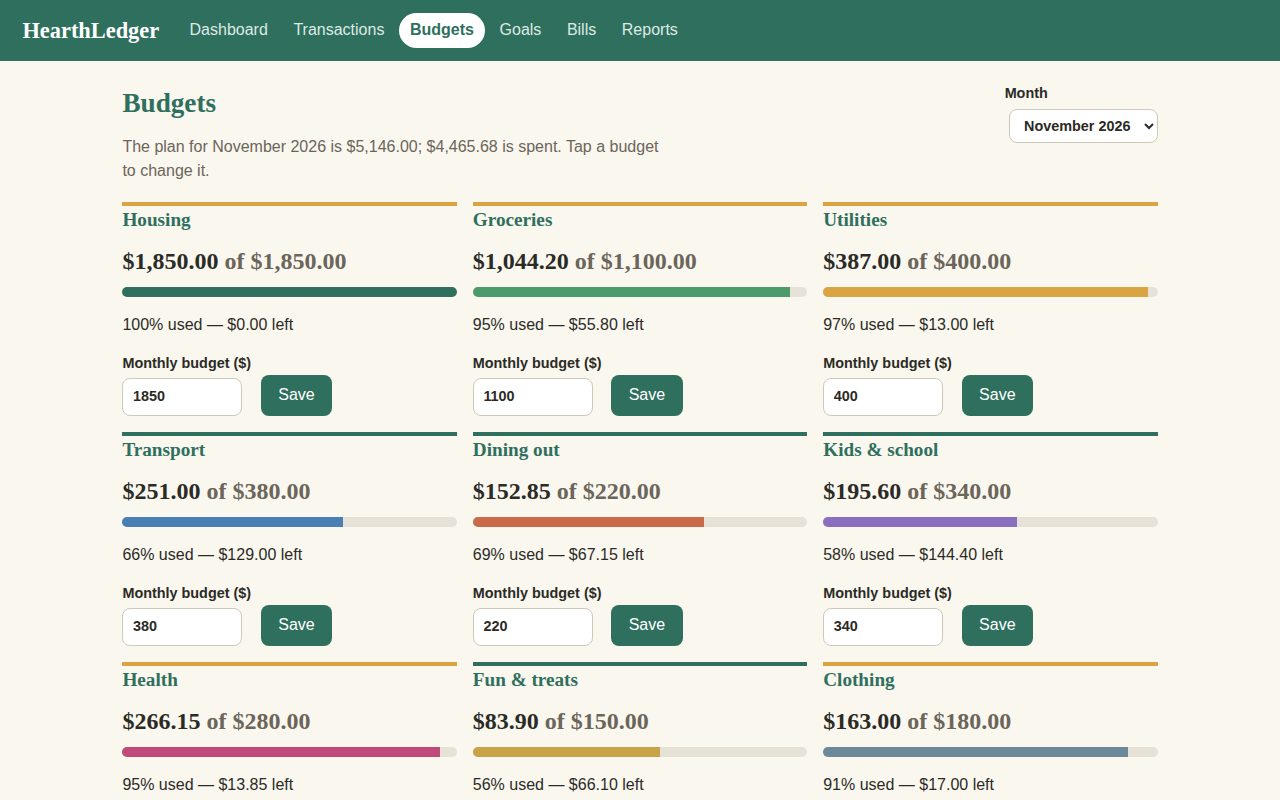 HearthLedger Dashboard Transactions Budgets Goals Bills Reports
Budgets
Month
November 2026
The plan for November 2026 is $5,146.00; $4,465.68 is spent. Tap a budget
to change it.
Housing
$1,850.00 of $1,850.00
100% used — $0.00 left
Monthly budget ($)
1850 Save
Groceries
$1,044.20 of $1,100.00
95% used — $55.80 left
Monthly budget ($)
1100 Save
Utilities
$387.00 of $400.00
97% used — $13.00 left
Monthly budget ($)
400 Save
Transport
$251.00 of $380.00
66% used — $129.00 left
Monthly budget ($)
380 Save
Dining out
$152.85 of $220.00
69% used — $67.15 left
Monthly budget ($)
220 Save
Kids & school
$195.60 of $340.00
58% used — $144.40 left
Monthly budget ($)
340 Save
Health
$266.15 of $280.00
95% used — $13.85 left
Fun & treats
$83.90 of $150.00
56% used — $66.10 left
Clothing
$163.00 of $180.00
91% used — $17.00 left